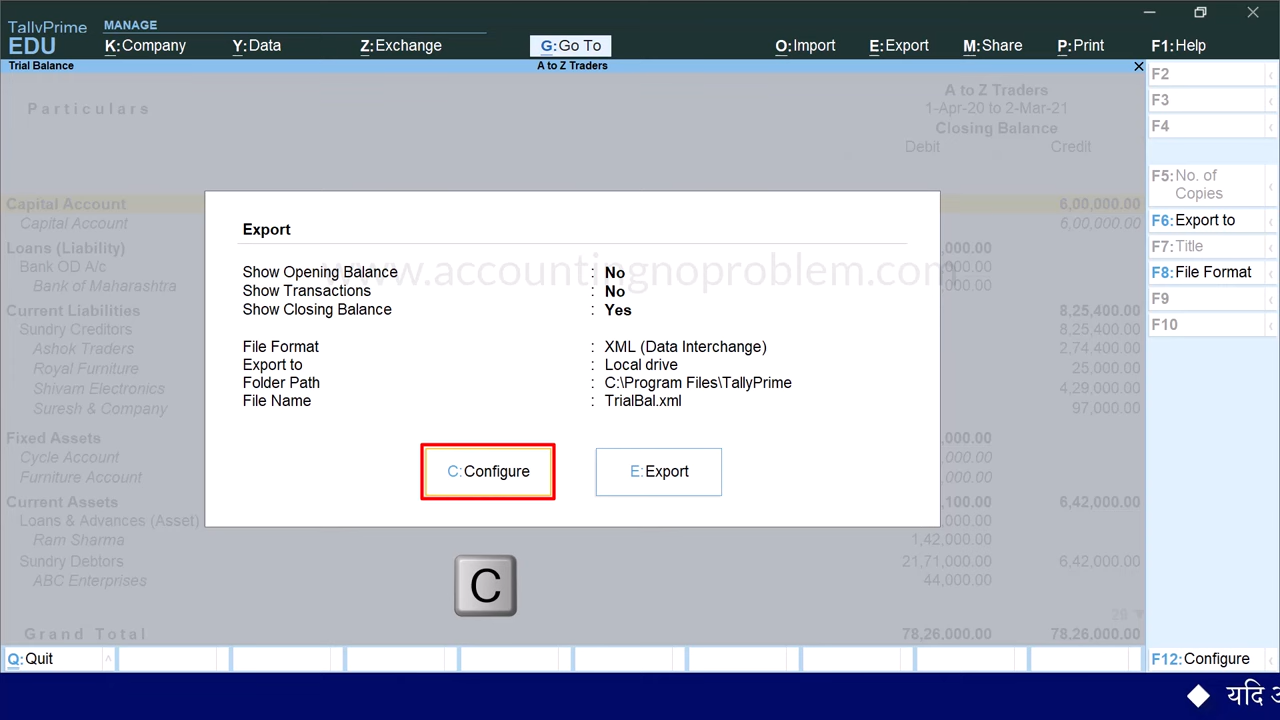 TallyPrime
EDU
MANAGE
K:Company Y:Data Z:Exchange G:Go To O:Import E:Export M:Share P:Print F1:Help
Trial Balance A to Z Traders
Particulars
A to Z Traders
1-Apr-20 to 2-Mar-21
Closing Balance
Debit Credit
Capital Account 6,00,000.00
Capital Account 6,00,000.00
Loans (Liability)
Bank OD A/c
Bank of Maharashtra
Current Liabilities 8,25,400.00
Sundry Creditors 8,25,400.00
Ashok Traders 2,74,400.00
Royal Furniture 25,000.00
Shivam Electronics 4,29,000.00
Suresh & Company 97,000.00
Fixed Assets
Cycle Account
Furniture Account
Current Assets 6,42,000.00
Loans & Advances (Asset)
Ram Sharma 1,42,000.00
Sundry Debtors 21,71,000.00 6,42,000.00
ABC Enterprises 44,000.00
Grand Total 78,26,000.00 78,26,000.00
Export
www.accountingnoproblem.com
Show Opening Balance : No
Show Transactions : No
Show Closing Balance : Yes
File Format : XML (Data Interchange)
Export to : Local drive
Folder Path : C:\Program Files\TallyPrime
File Name : TrialBal.xml
C:Configure E:Export
C
F2
F3
F4
F5:No. of
Copies
F6:Export to
F7:Title
F8:File Format
F9
F10
Q:Quit
F12:Configure
यदि